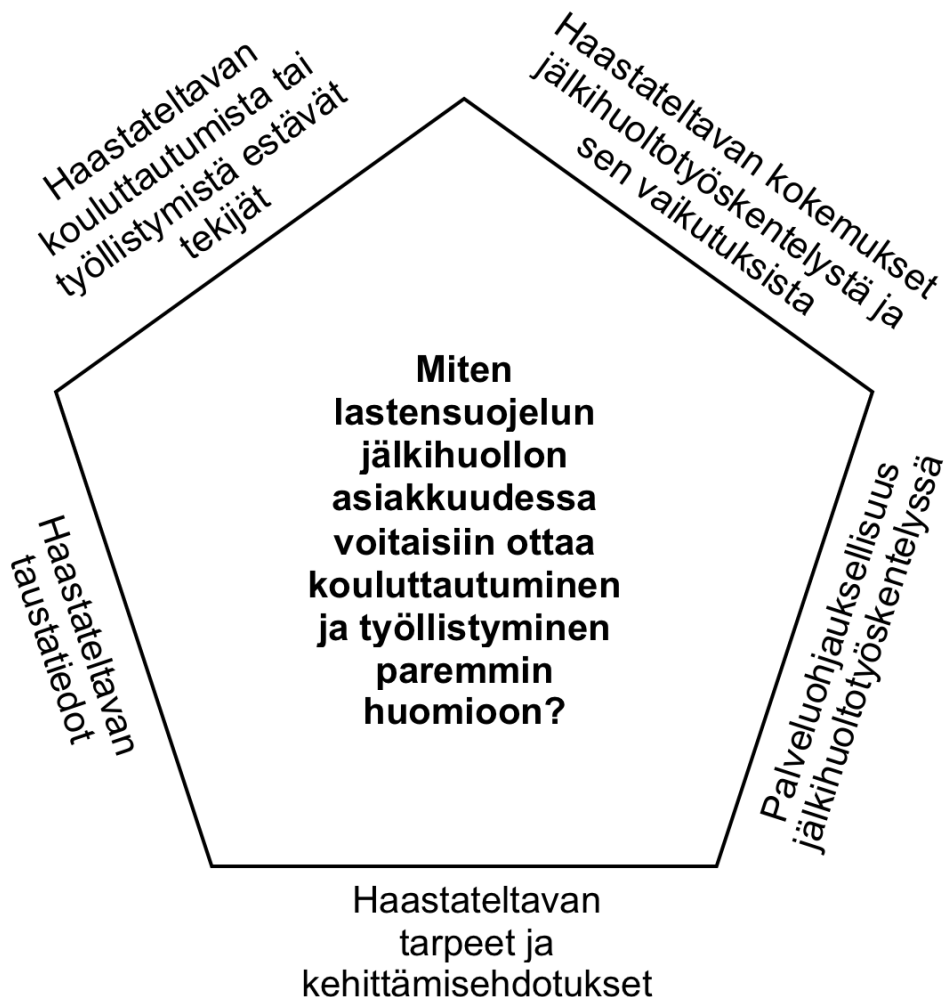 Haastateltavan
kouluttautumista tai
työllistymistä estävät
tekijät
Haastateltavan kokemukset
jälkihuoltotyöskentelystä ja
sen vaikutuksista
Miten
lastensuojelun
jälkihuollon
asiakkuudessa
voitaisiin ottaa
kouluttautuminen
ja työllistyminen
paremmin
huomioon?
Haastateltavan
taustatiedot
Palveluohjauksellisuus
jälkihuoltotyöskentelyssä
Haastateltavan
tarpeet ja
kehittämisehdotukset